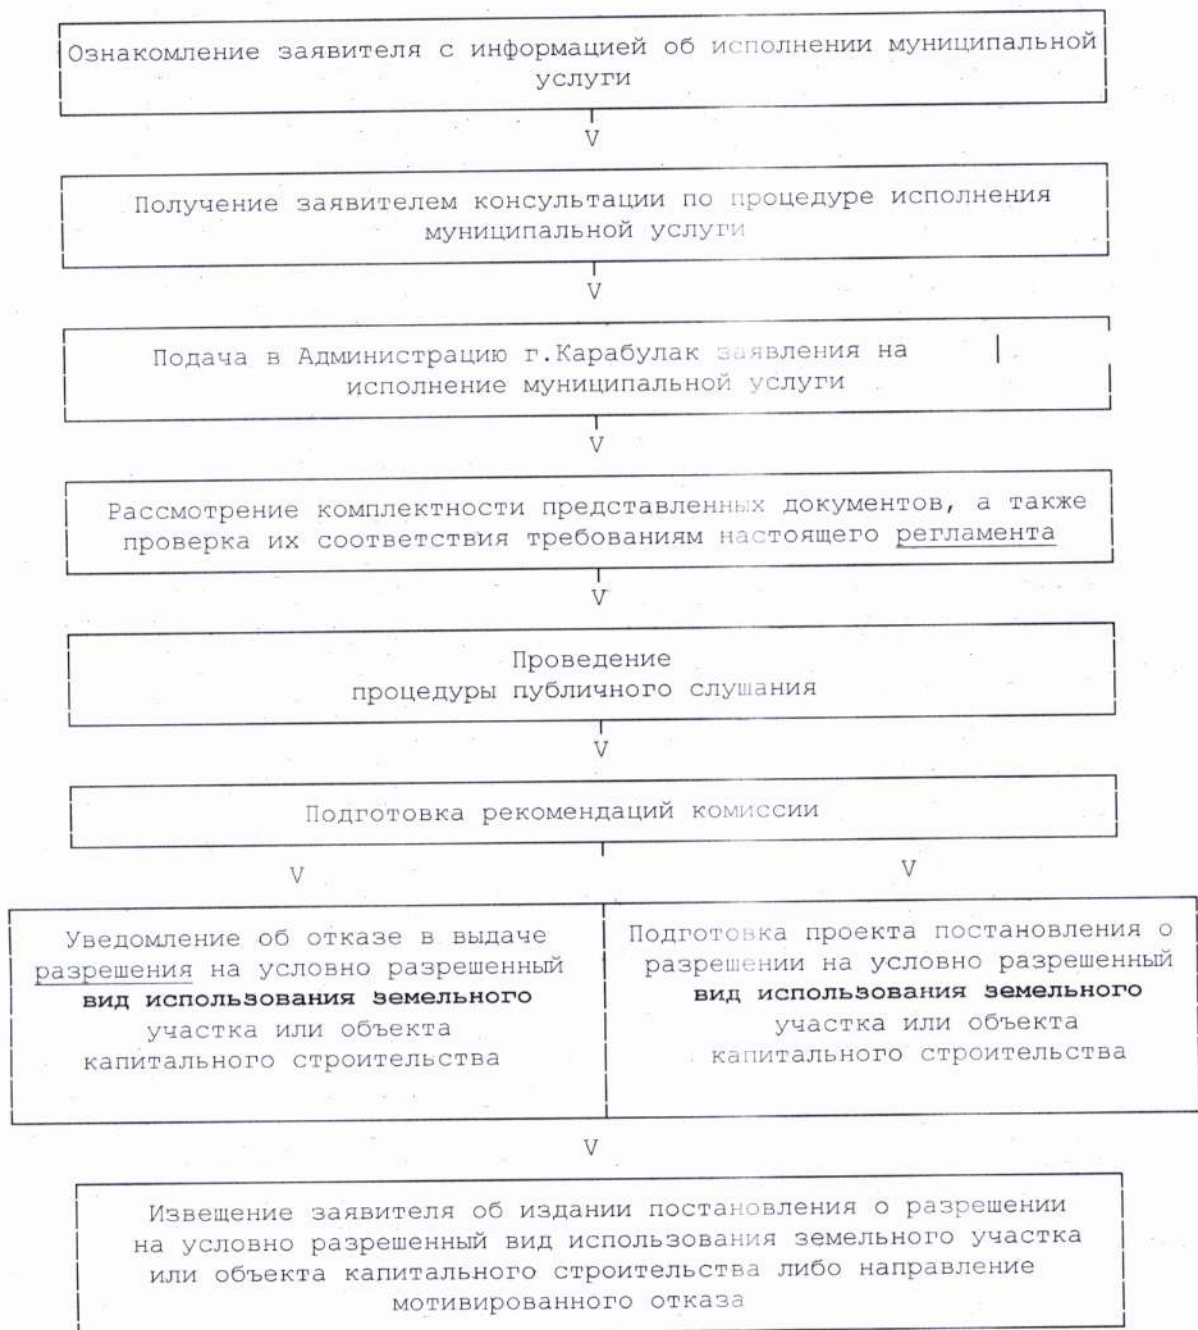 Ознакомление заявителя с информацией об исполнении муниципальной
услуги
V
Получение заявителем консультации по процедуре исполнения
муниципальной услуги
V
Подача в Администрацию г.Карабулак заявления на
исполнение муниципальной услуги
V
Рассмотрение комплектности представленных документов, а также
проверка их соответствия требованиям настоящего регламента
V
Проведение
процедуры публичного слушания
V
Подготовка рекомендаций комиссии
V
V
Уведомление об отказе в выдаче
разрешения на условно разрешенный
вид использования земельного
участка или объекта
капитального строительства
Подготовка проекта постановления о
разрешении на условно разрешенный
вид использования земельного
участка или объекта
капитального строительства
V
Извещение заявителя об издании постановления о разрешении
на условно разрешенный вид использования земельного участка
или объекта капитального строительства либо направление
мотивированного отказа